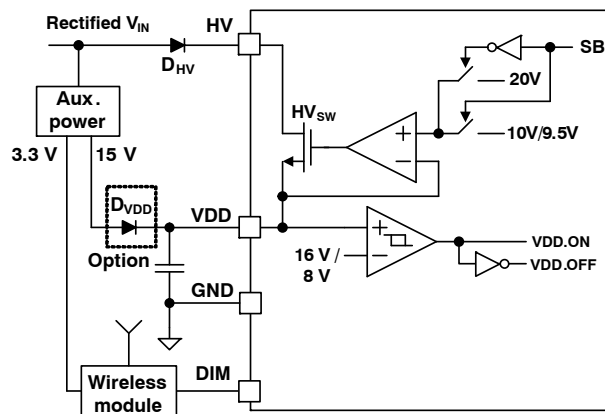 Rectified VIN
HV
DHV
SB
20V
Aux.
power
HVSW
+
−
10V/9.5V
3.3 V
15 V
DVDD
Option
VDD
+
−
16 V /
8 V
VDD.ON
VDD.OFF
GND
Wireless
module
DIM